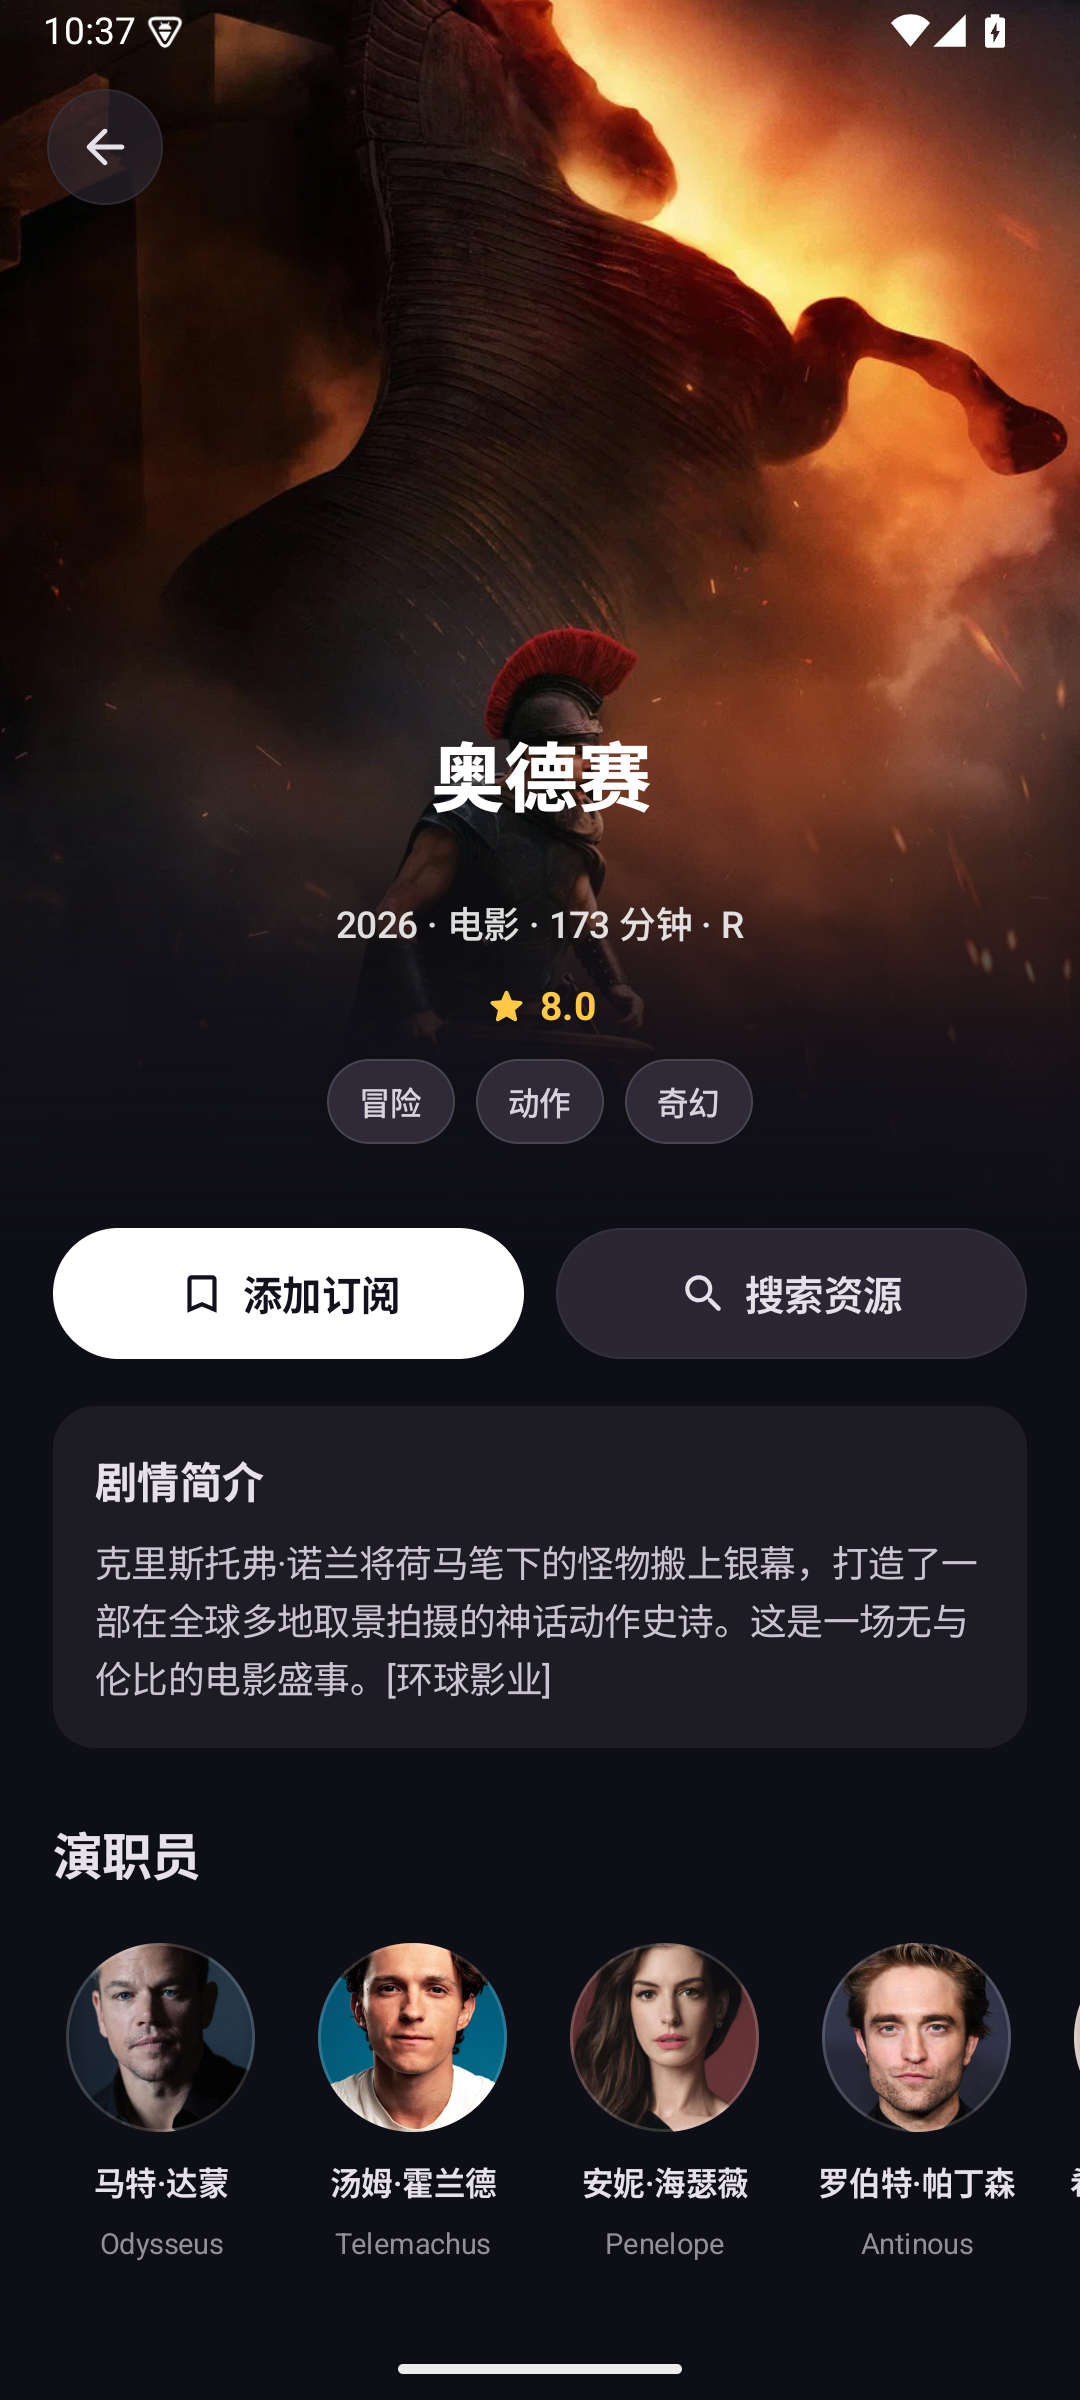 10:37
奥德赛
2026 · 电影 · 173 分钟 · R
8.0
冒险
动作
奇幻
添加订阅
搜索资源
剧情简介
克里斯托弗·诺兰将荷马笔下的怪物搬上银幕，打造了一
部在全球多地取景拍摄的神话动作史诗。这是一场无与
伦比的电影盛事。[环球影业]
演职员
马特·达蒙
汤姆·霍兰德
安妮·海瑟薇
罗伯特·帕丁森
Odysseus
Telemachus
Penelope
Antinous